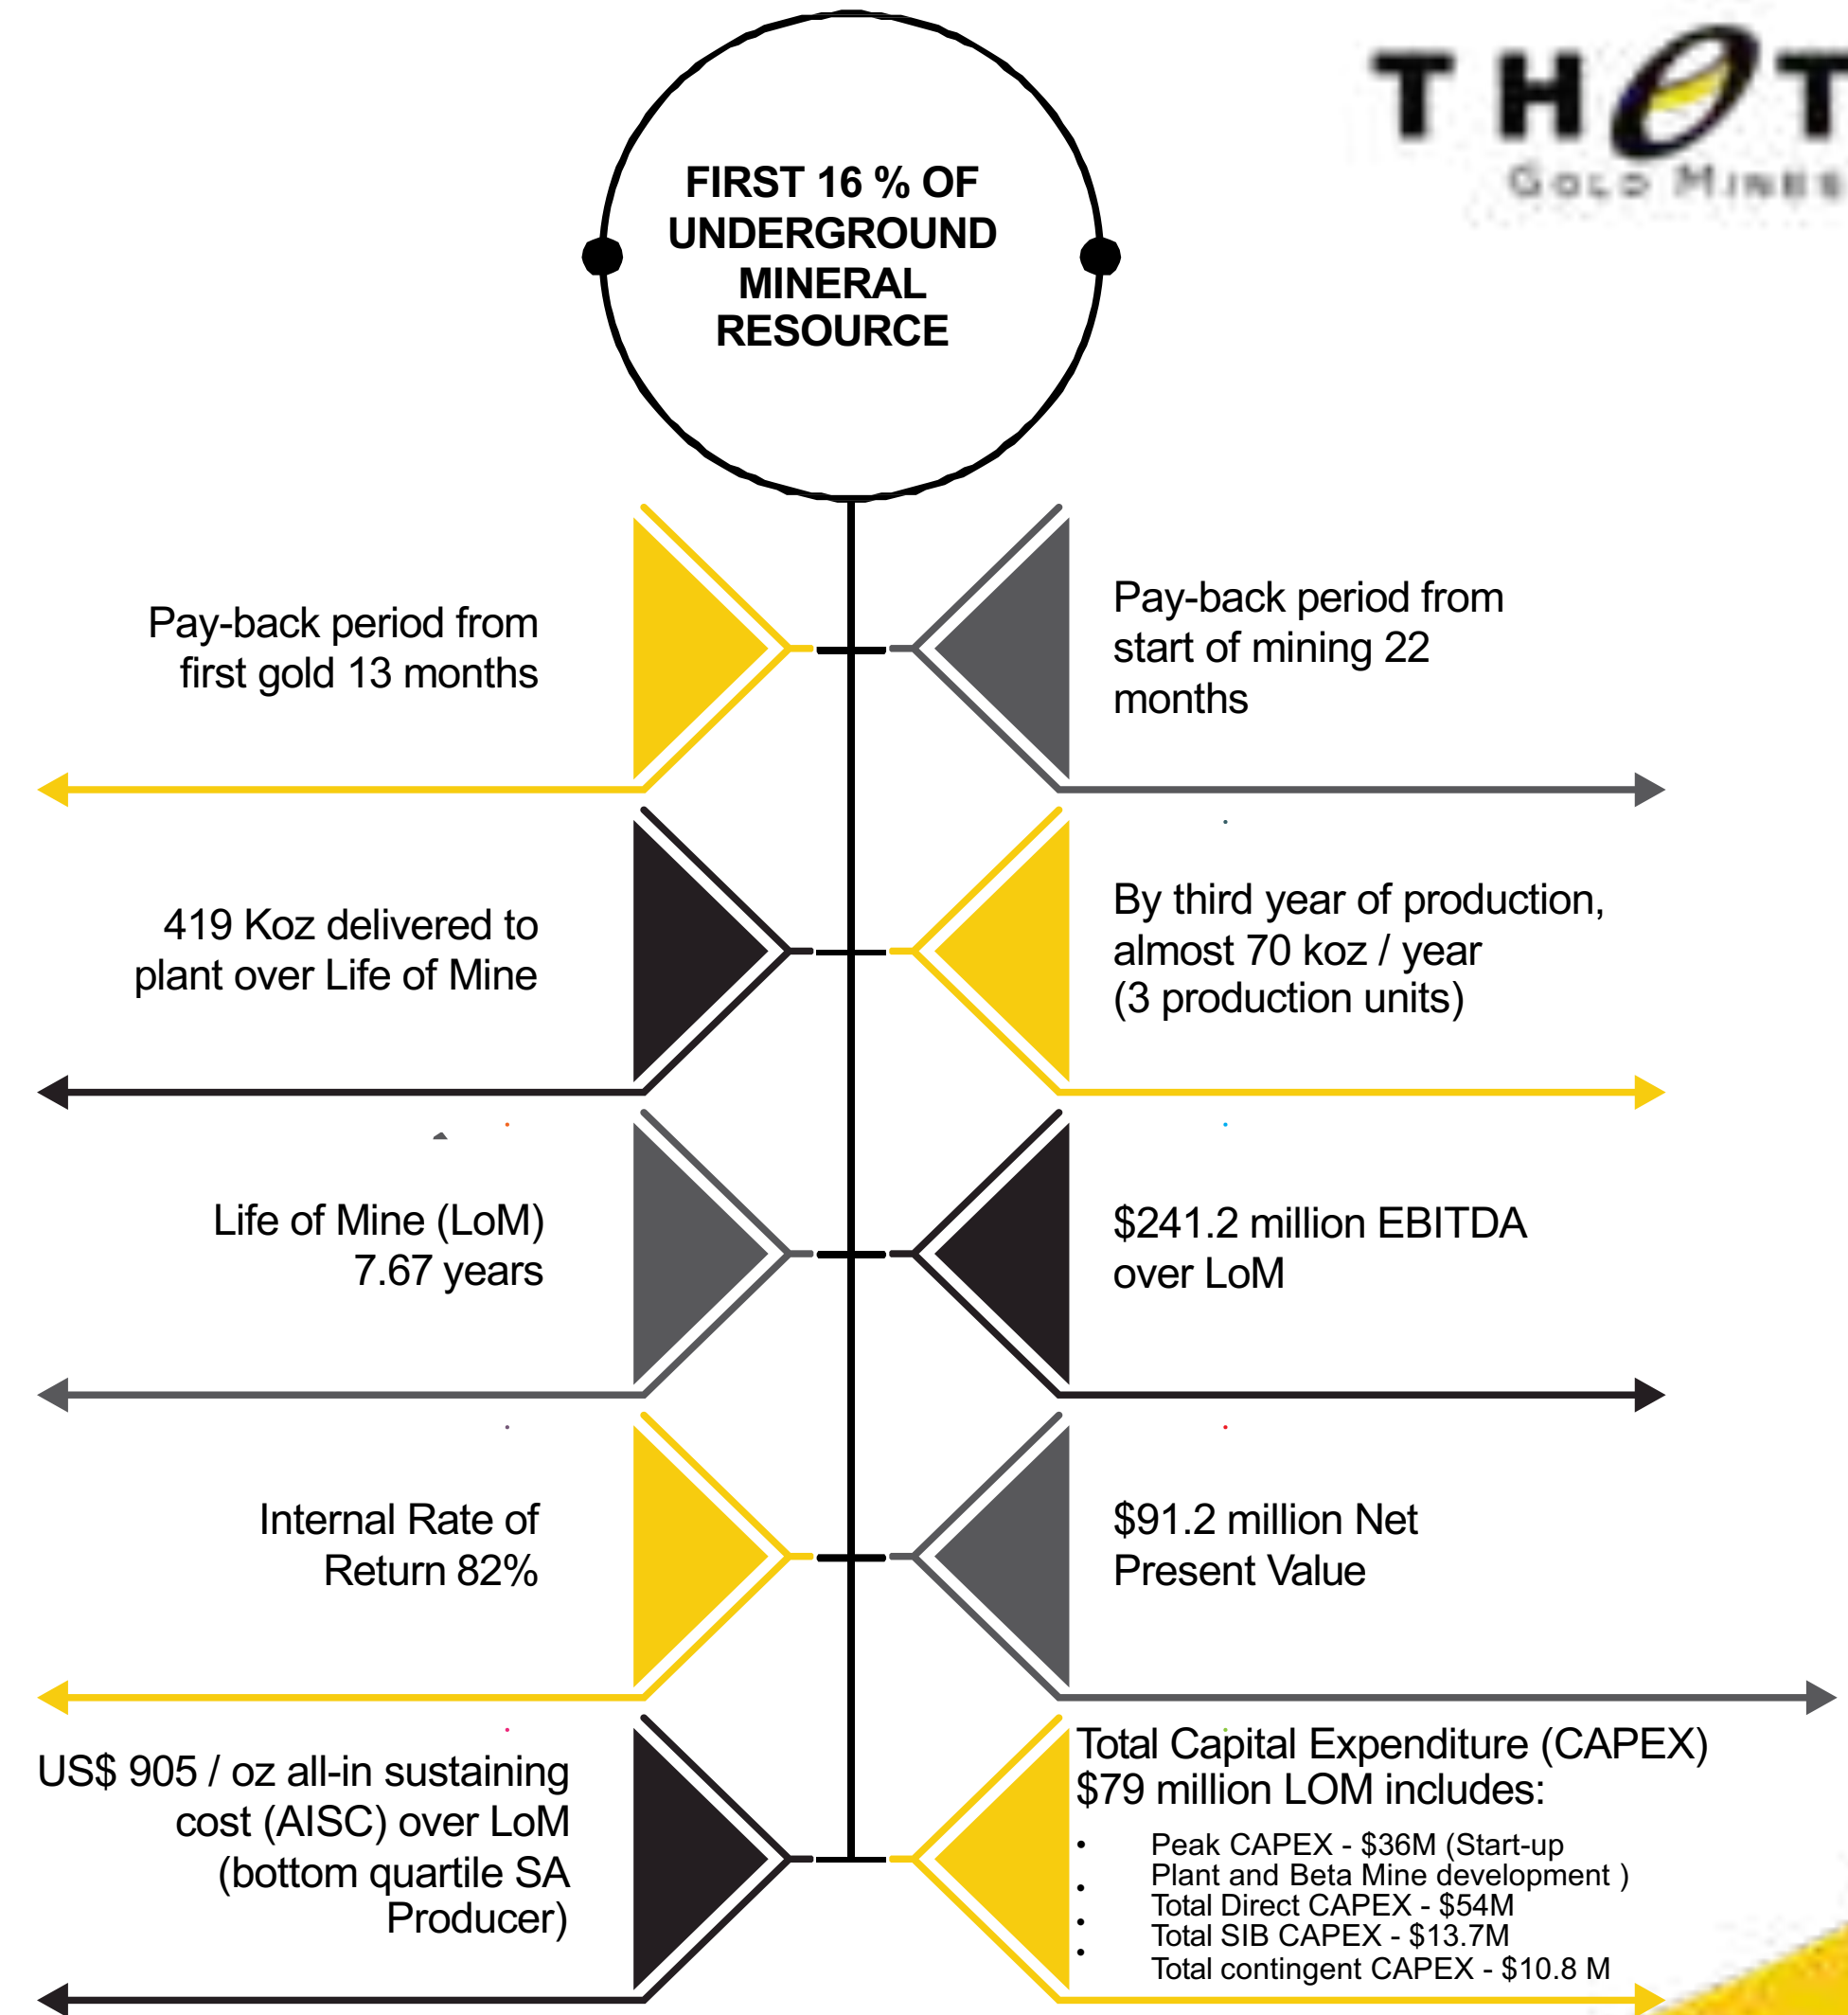 THOT
GOLD MINES
FIRST 16 % OF
UNDERGROUND
MINERAL
RESOURCE
Pay-back period from
first gold 13 months
Pay-back period from
start of mining 22
months
419 Koz delivered to
plant over Life of Mine
By third year of production,
almost 70 koz / year
(3 production units)
Life of Mine (LoM)
7.67 years
$241.2 million EBITDA
over LoM
Internal Rate of
Return 82%
$91.2 million Net
Present Value
US$ 905 / oz all-in sustaining
cost (AISC) over LoM
(bottom quartile SA
Producer)
Total Capital Expenditure (CAPEX)
$79 million LOM includes:
• Peak CAPEX - $36M (Start-up
Plant and Beta Mine development )
• Total Direct CAPEX - $54M
• Total SIB CAPEX - $13.7M
• Total contingent CAPEX - $10.8 M